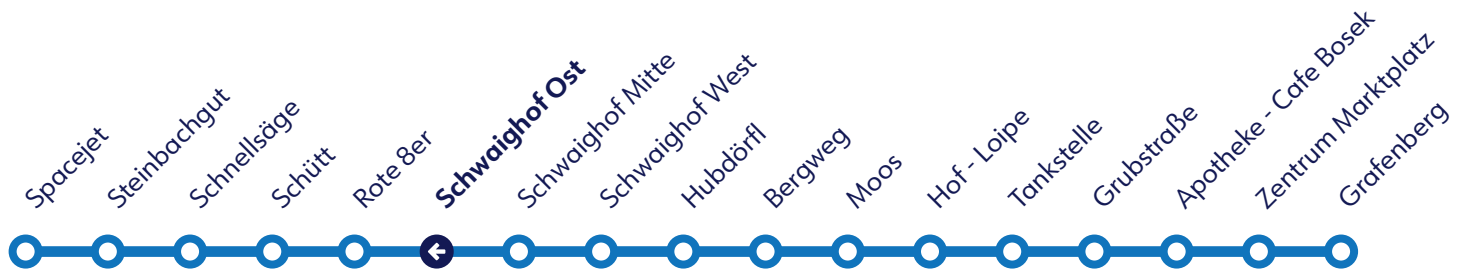 Spacejet
Steinbachgut
Schnellsäge
Schütt
Rote 8er
Schwaighof Ost
Schwaighof Mitte
Schwaighof West
Hubdörfl
Bergweg
Moos
Hof - Loipe
Tankstelle
Grubstraße
Apotheke - Cafe Bosek
Zentrum Marktplatz
Grafenberg